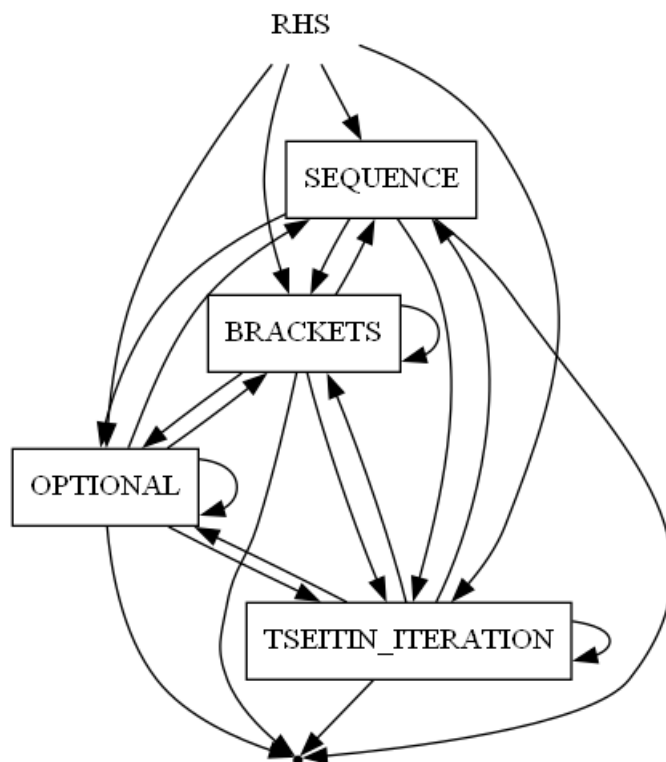 RHS
SEQUENCE
BRACKETS
OPTIONAL
TSEITIN_ITERATION